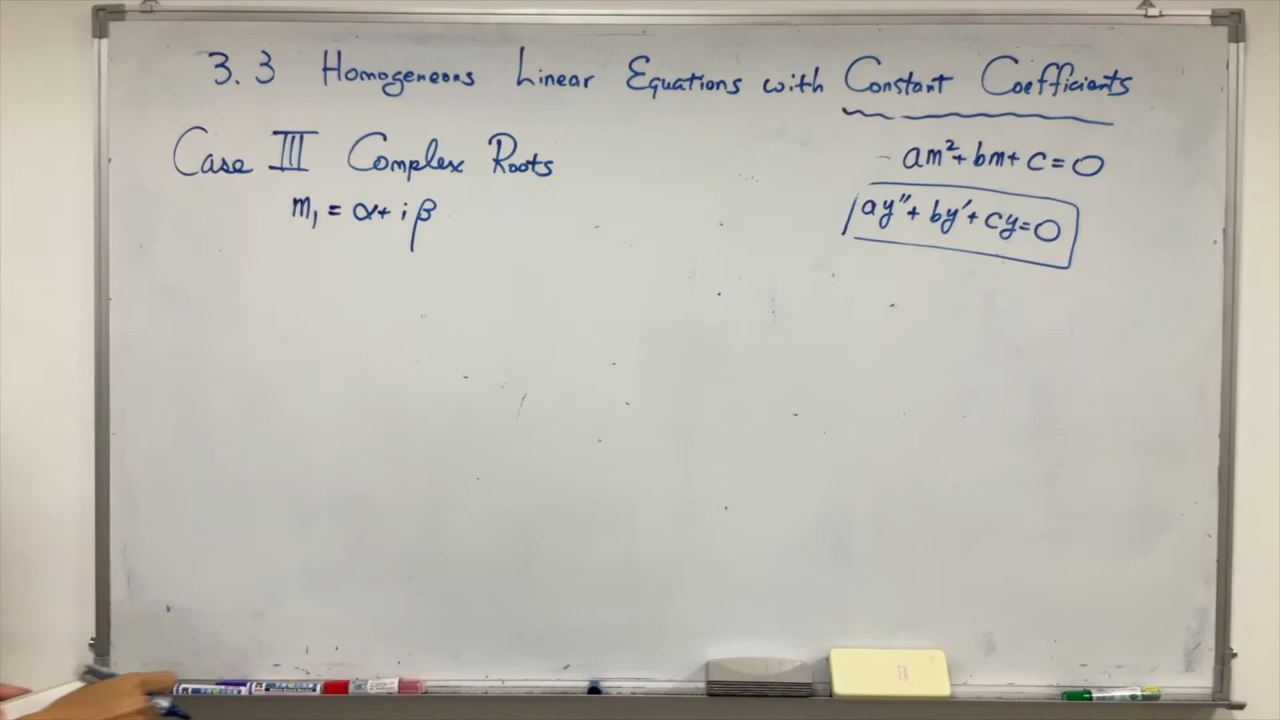 3.3 Homogeneous Linear Equations with Constant Coefficients
Case III Complex Roots
am²+bm+c=0
m₁ = α+iβ
ay″+by′+cy=0